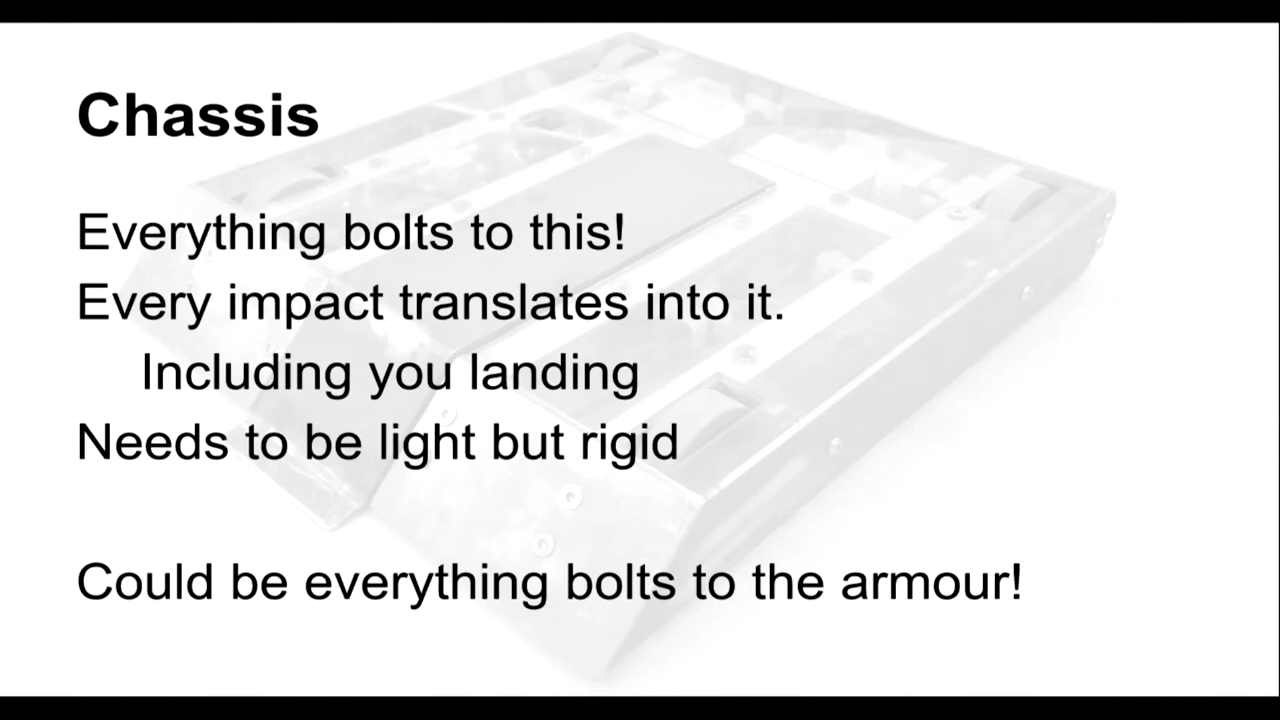 Chassis
Everything bolts to this!
Every impact translates into it.
Including you landing
Needs to be light but rigid
Could be everything bolts to the armour!